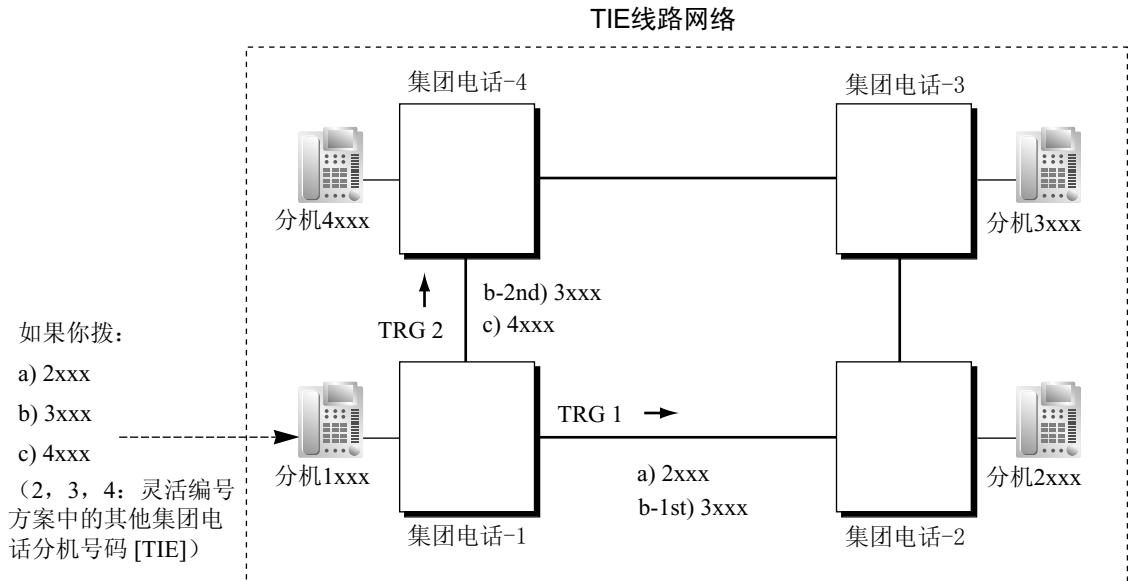 TIE线路网络
集团电话-4
集团电话-3
分机4xxx
分机3xxx
b-2nd) 3xxx
TRG 2
c) 4xxx
如果你拨：
a) 2xxx
b) 3xxx
c) 4xxx
（2，3，4：灵活编号
方案中的其他集团电
话分机号码 [TIE]）
TRG 1
分机1xxx
a) 2xxx
b-1st) 3xxx
分机2xxx
集团电话-1
集团电话-2